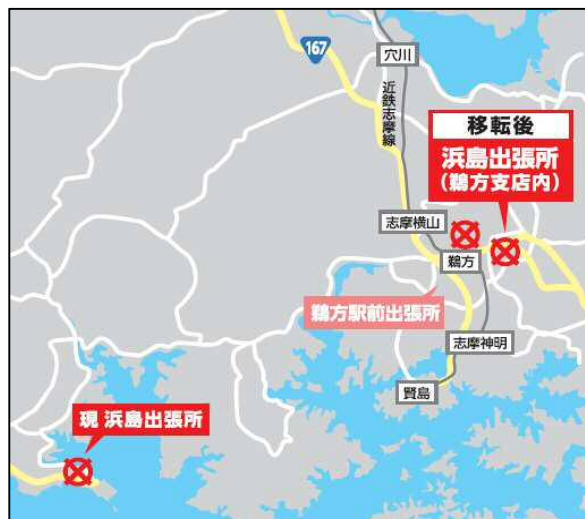 167
穴川
近鉄志摩線
移転後
浜島出張所
(鵜方支店内)
志摩横山
鵜方
鵜方駅前出張所
志摩神明
賢島
現 浜島出張所